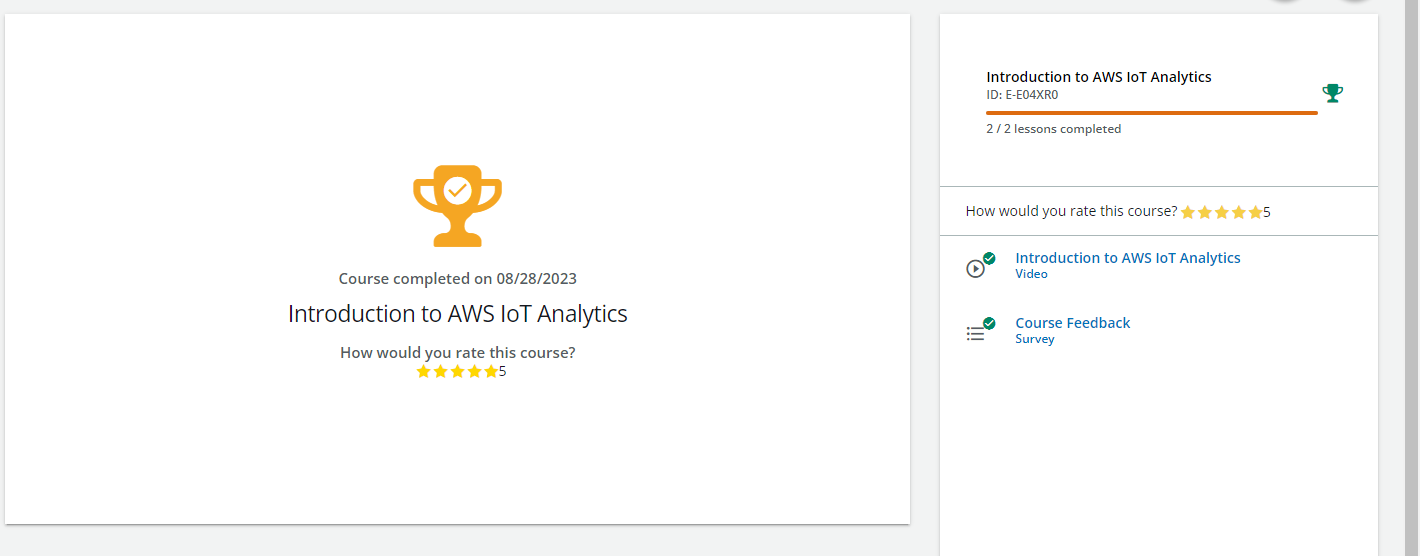 Course completed on 08/28/2023
Introduction to AWS IoT Analytics
How would you rate this course?
5
Introduction to AWS IoT Analytics
ID: E-E04XR0
2 / 2 lessons completed
How would you rate this course? 5
Introduction to AWS IoT Analytics
Video
Course Feedback
Survey